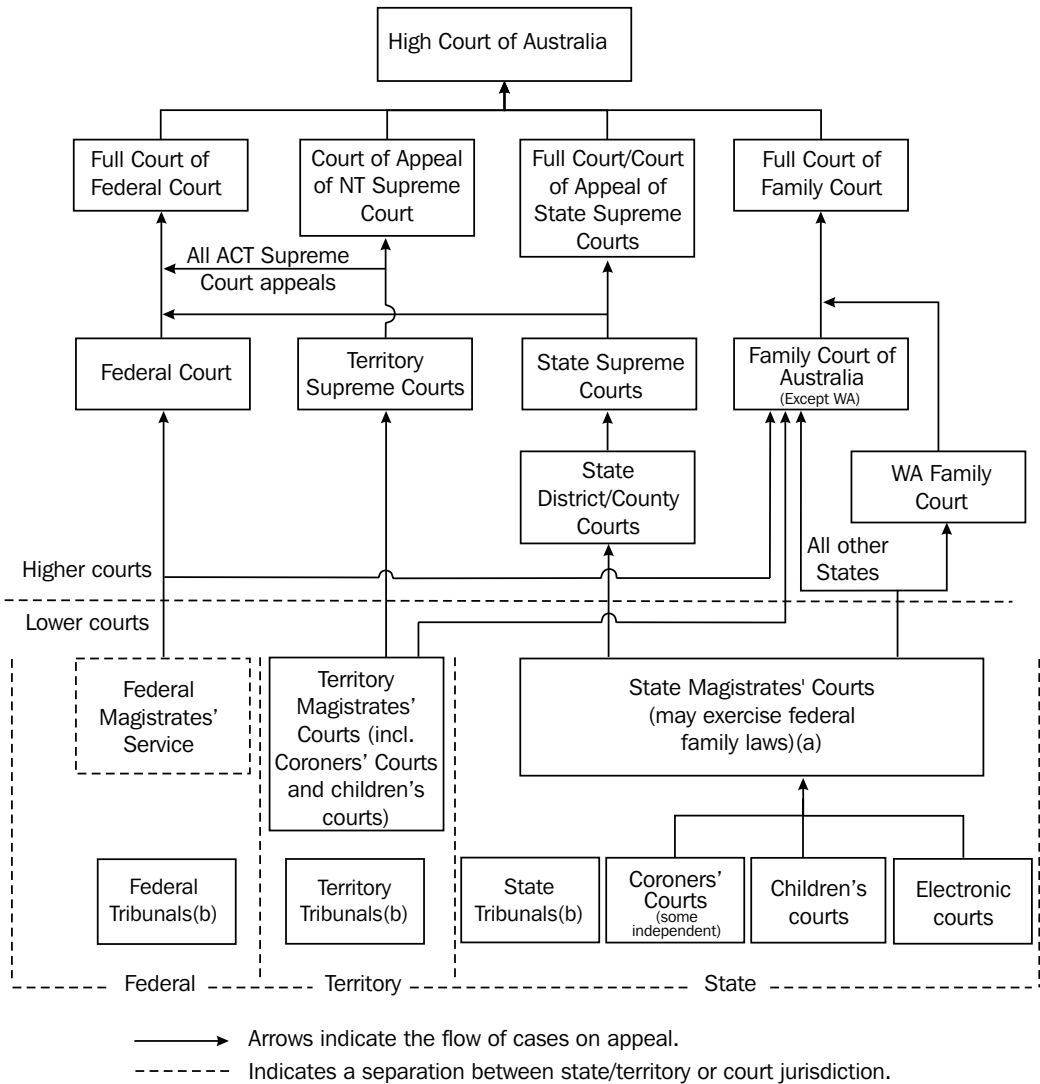 High Court of Australia
Full Court of
Federal Court
Court of Appeal
of NT Supreme
Court
Full Court/Court
of Appeal of
State Supreme
Courts
Full Court of
Family Court
All ACT Supreme
Court appeals
Federal Court
Territory
Supreme Courts
State Supreme
Courts
Family Court of
Australia
(Except WA)
State
District/County
Courts
WA Family
Court
All other
States
Higher courts
Lower courts
Federal
Magistrates’
Service
Territory
Magistrates’
Courts (incl.
Coroners’ Courts
and children’s
courts)
State Magistrates' Courts
(may exercise federal
family laws)(a)
Federal
Tribunals(b)
Territory
Tribunals(b)
State
Tribunals(b)
Coroners’
Courts
(some
independent)
Children’s
courts
Electronic
courts
Federal
Territory
State
Arrows indicate the flow of cases on appeal.
Indicates a separation between state/territory or court jurisdiction.